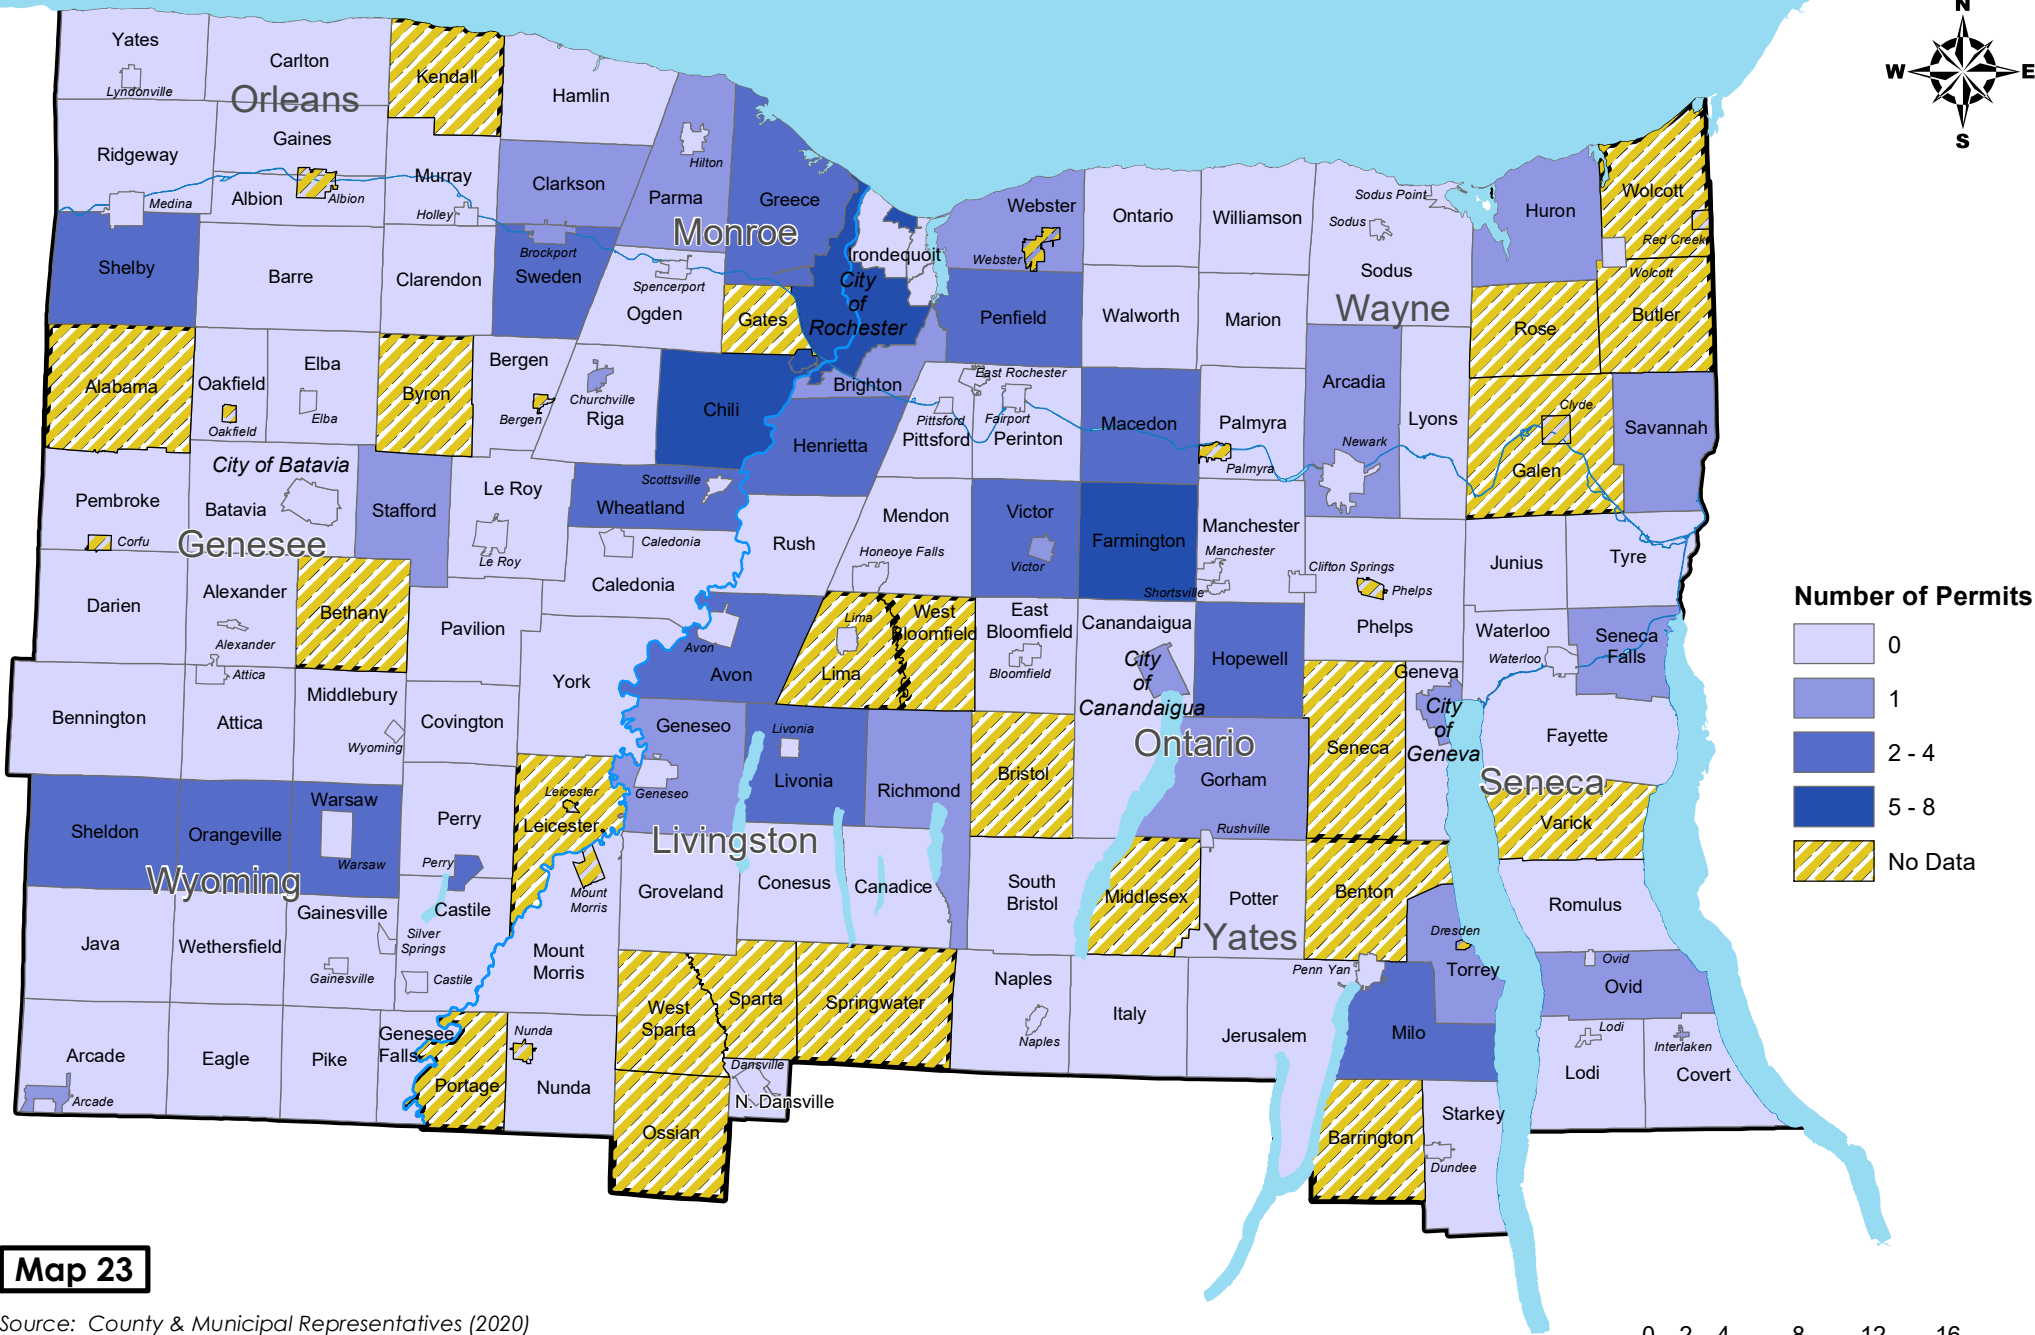 N
W E
S
Yates
Lyndonville
Carlton
Orleans
Kendall
Hamlin
Gaines
Ridgeway
Medina
Albion
Albion
Murray
Holley
Clarkson
Brockport
Sweden
Hilton
Parma
Monroe
Greece
Irondequoit
City
of
Rochester
Webster
Webster
Ontario
Williamson
Sodus Point
Sodus
Sodus
Wayne
Huron
Wolcott
Red Creek
Wolcott
Butler
Shelby
Barre
Clarendon
Spencerport
Ogden
Gates
Penfield
Walworth
Marion
Rose
Alabama
Oakfield
Oakfield
Elba
Elba
Byron
Bergen
Bergen
Churchville
Riga
Chili
Brighton
East Rochester
Pittsford
Pittsford
Fairport
Perinton
Henrietta
Macedon
Palmyra
Palmyra
Arcadia
Newark
Lyons
Clyde
Galen
Savannah
City of Batavia
Batavia
Pembroke
Corfu
Genesee
Stafford
Le Roy
Le Roy
Scottsville
Wheatland
Caledonia
Caledonia
Rush
Mendon
Honeoye Falls
Victor
Victor
Farmington
Manchester
Manchester
Shortsville
Clifton Springs
Phelps
Phelps
Junius
Tyre
Darien
Alexander
Alexander
Bethany
Pavilion
York
Avon
Avon
Lima
Lima
West
Bloomfield
East
Bloomfield
Bloomfield
Canandaigua
City
of
Canandaigua
Hopewell
Geneva
City
of
Geneva
Waterloo
Waterloo
Seneca
Falls
Number of Permits
0
1
2 - 4
5 - 8
No Data
Bennington
Attica
Attica
Middlebury
Wyoming
Covington
Geneseo
Geneseo
Livonia
Livonia
Richmond
Bristol
Ontario
Gorham
Seneca
Fayette
Seneca
Varick
Sheldon
Orangeville
Warsaw
Warsaw
Wyoming
Perry
Perry
Leicester
Leicester
Mount
Morris
Livingston
Groveland
Conesus
Canadice
South
Bristol
Rushville
Middlesex
Potter
Yates
Benton
Dresden
Torrey
Romulus
Ovid
Ovid
Java
Wethersfield
Gainesville
Gainesville
Silver
Springs
Castile
Castile
Mount
Morris
West
Sparta
Sparta
Springwater
Naples
Naples
Italy
Jerusalem
Penn Yan
Milo
Lodi
Lodi
Interlaken
Covert
Arcade
Arcade
Eagle
Pike
Genesee
Falls
Portage
Nunda
Nunda
Dansville
N. Dansville
Ossian
Barrington
Starkey
Dundee
Map 23
Source: County & Municipal Representatives (2020)
0 2 4 8 12 16